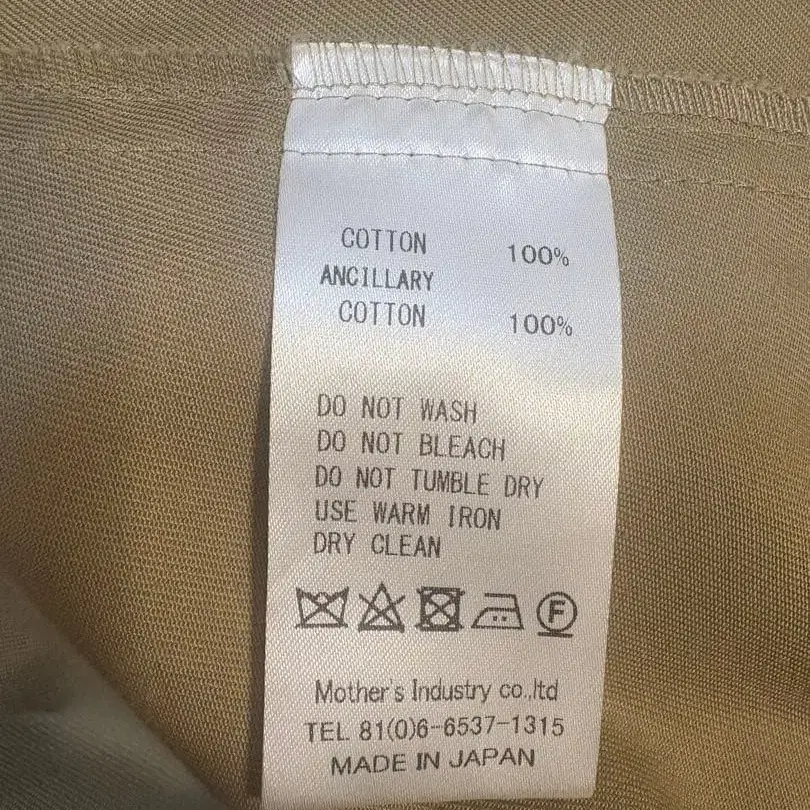 COTTON 100%
ANCILLARY
COTTON 100%
DO NOT WASH
DO NOT BLEACH
DO NOT TUMBLE DRY
USE WARM IRON
DRY CLEAN
F
Mother's Industry co.,ltd
TEL 81(0)6-6537-1315
MADE IN JAPAN